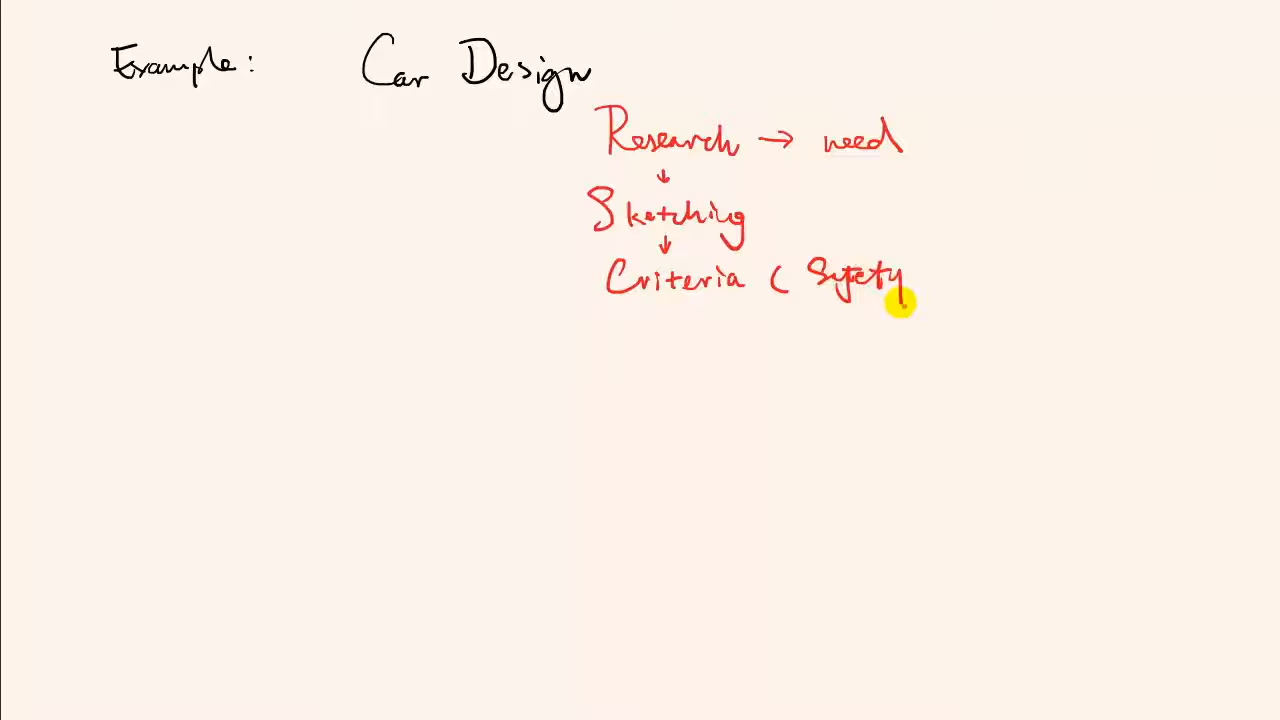 Example: Car Design
Research → need
↓
Sketching
↓
Criteria ( Safety